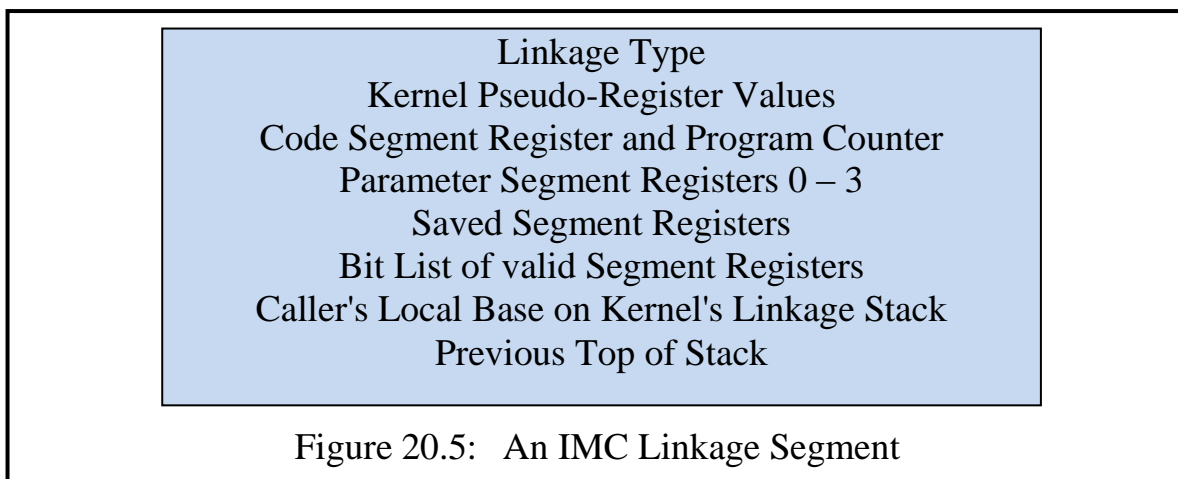 Linkage Type
Kernel Pseudo-Register Values
Code Segment Register and Program Counter
Parameter Segment Registers 0 – 3
Saved Segment Registers
Bit List of valid Segment Registers
Caller's Local Base on Kernel's Linkage Stack
Previous Top of Stack
Figure 20.5: An IMC Linkage Segment